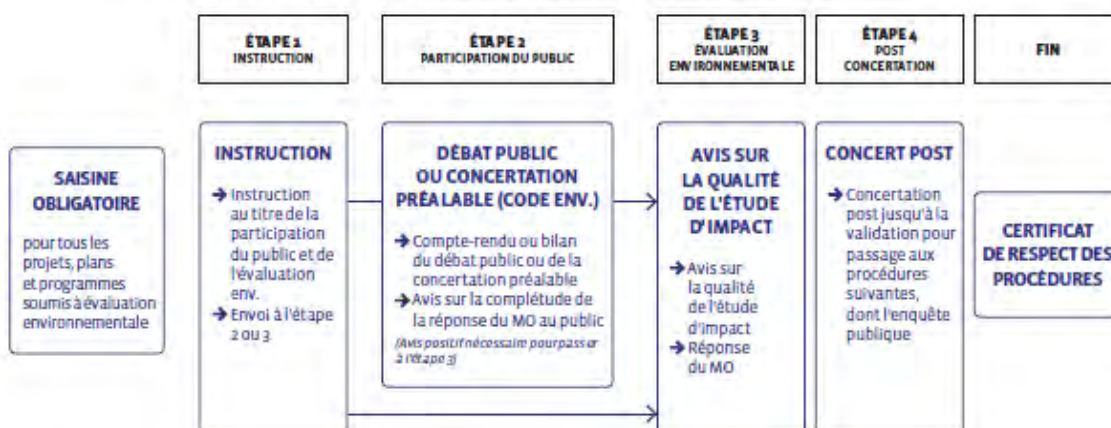 ÉTAPE 1
INSTRUCTION
ÉTAPE 2
PARTICIPATION DU PUBLIC
ÉTAPE 3
ÉVALUATION
ENVIRONNEMENTALE
ÉTAPE 4
POST
CONCERTATION
FIN
SAISINE
OBLIGATOIRE
pour tous les
projets, plans
et programmes
soumis à évaluation
environnementale
INSTRUCTION
→ Instruction
au titre de la
participation
du public et de
l'évaluation
env.
→ Envoi à l'étape
2 ou 3
DÉBAT PUBLIC
OU CONCERTATION
PRÉALABLE (CODE ENV.)
→ Compte-rendu ou bilan
du débat public ou de la
concertation préalable
→ Avis sur la complétude de
la réponse du MO au public
(Avis positif nécessaire pour passer
à l'étape 3)
AVIS SUR
LA QUALITÉ
DE L'ÉTUDE
D'IMPACT
→ Avis sur
la qualité
de l'étude
d'impact
→ Réponse
du MO
CONCERT POST
→ Concertation
post jusqu'à la
validation pour
passage aux
procédures
suivantes,
dont l'enquête
publique
CERTIFICAT
DE RESPECT DES
PROCÉDURES